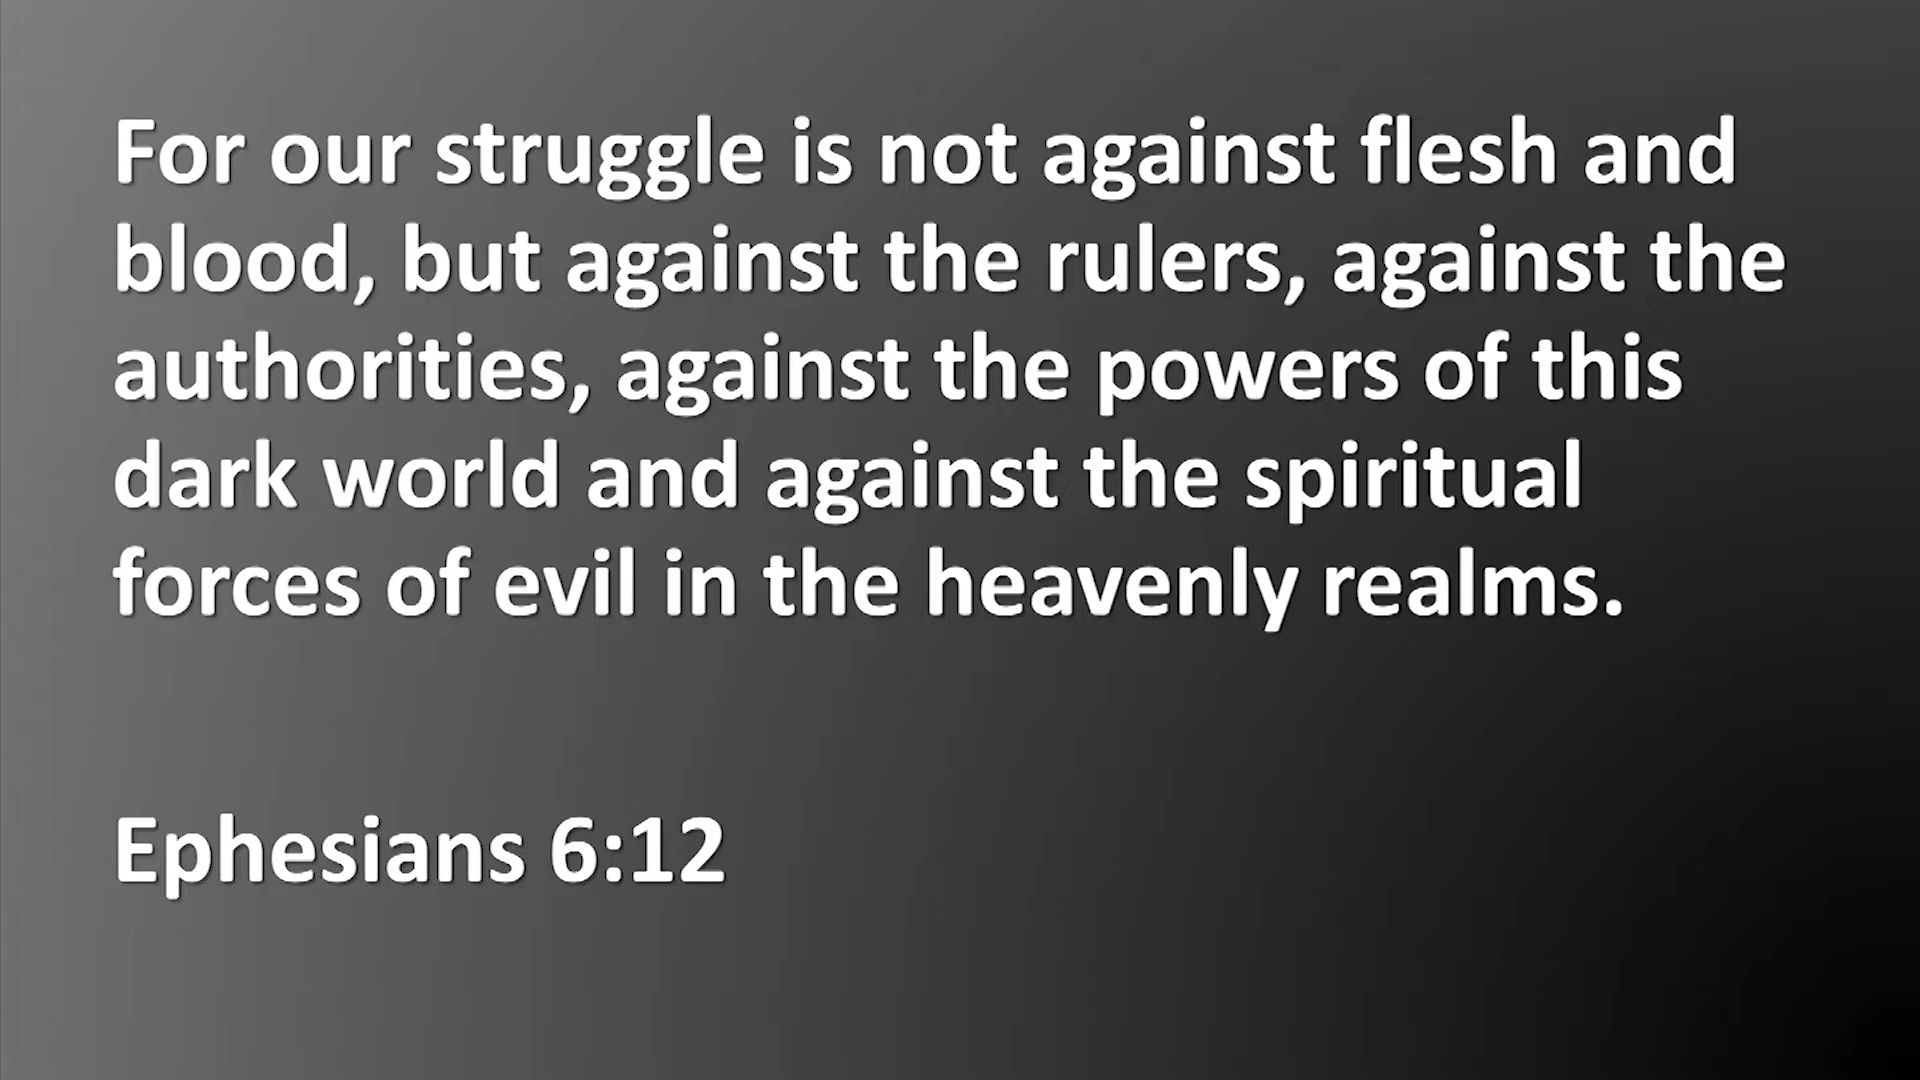 For our struggle is not against flesh and
blood, but against the rulers, against the
authorities, against the powers of this
dark world and against the spiritual
forces of evil in the heavenly realms.
Ephesians 6:12